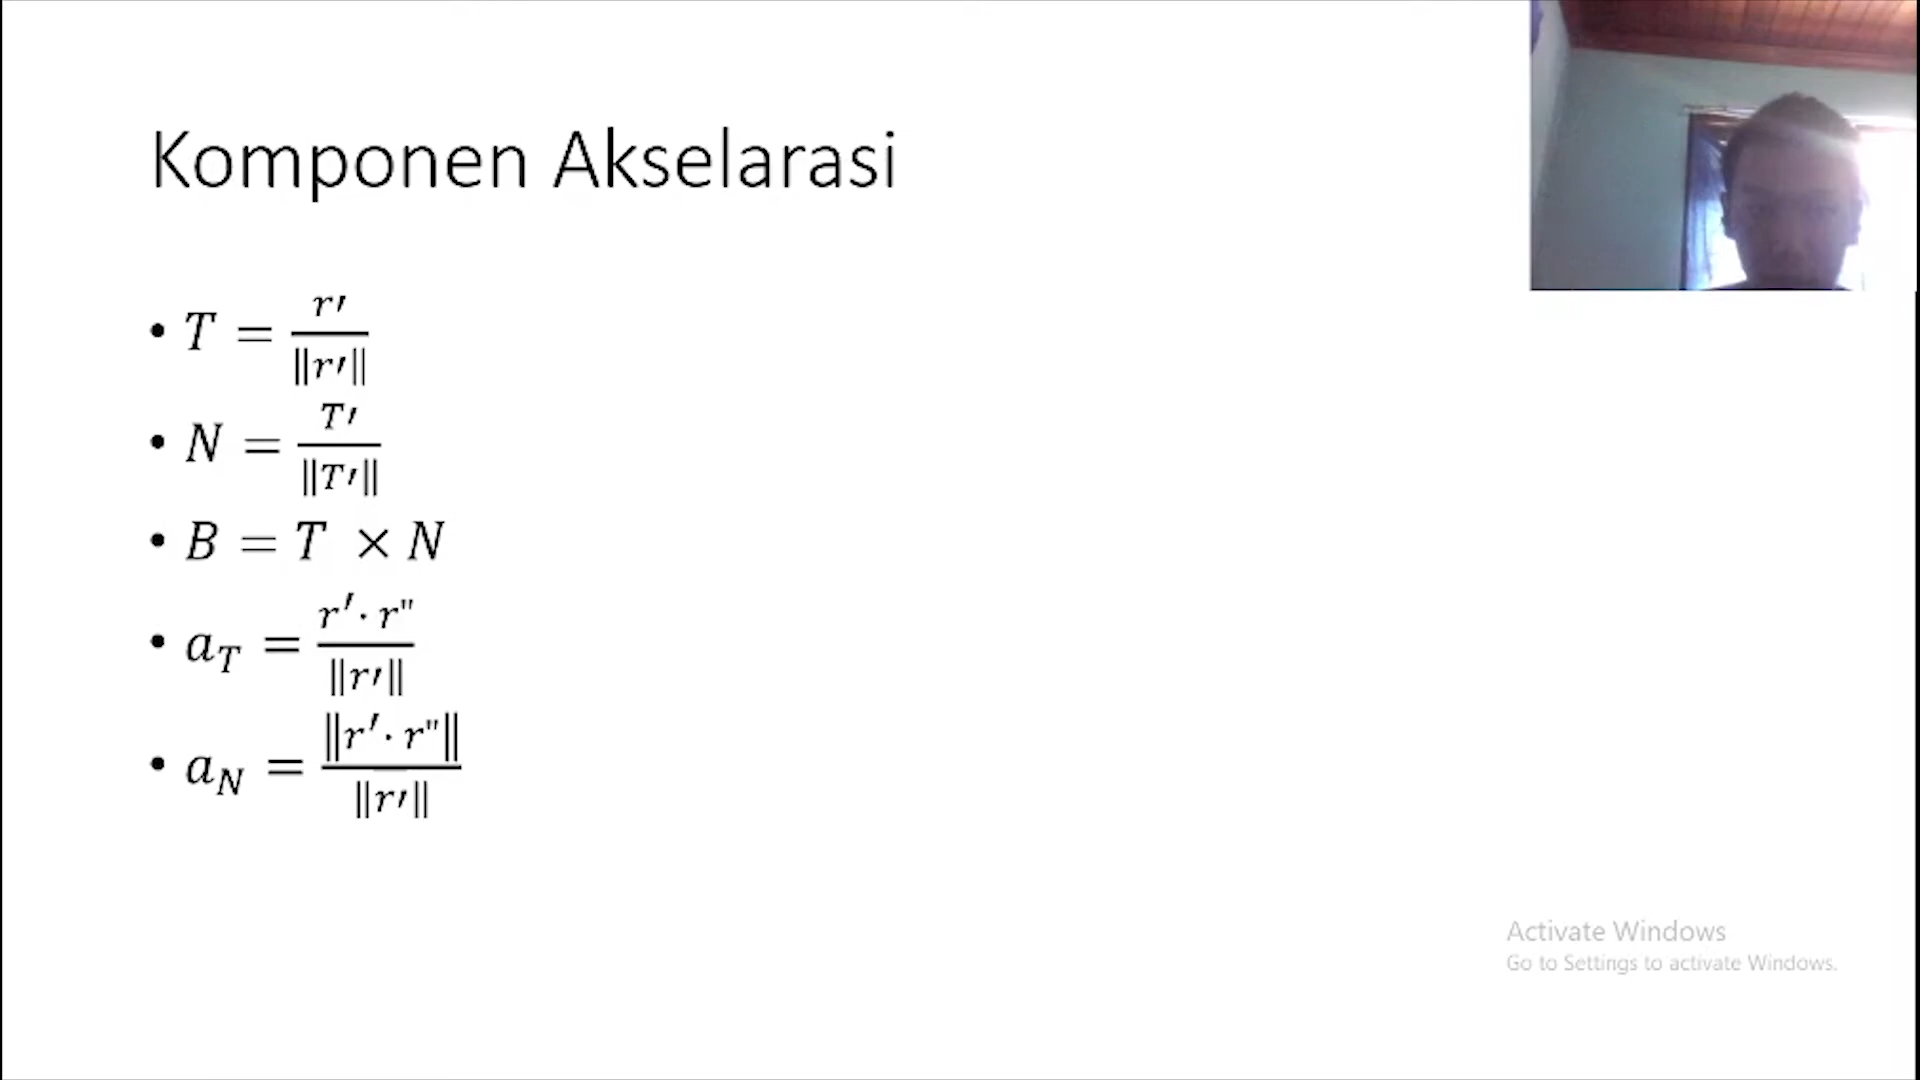 Komponen Akselarasi
• T = r′ / ‖r′‖
• N = T′ / ‖T′‖
• B = T × N
• a_T = r′· r" / ‖r′‖
• a_N = ‖r′· r"‖ / ‖r′‖
Activate Windows
Go to Settings to activate Windows.